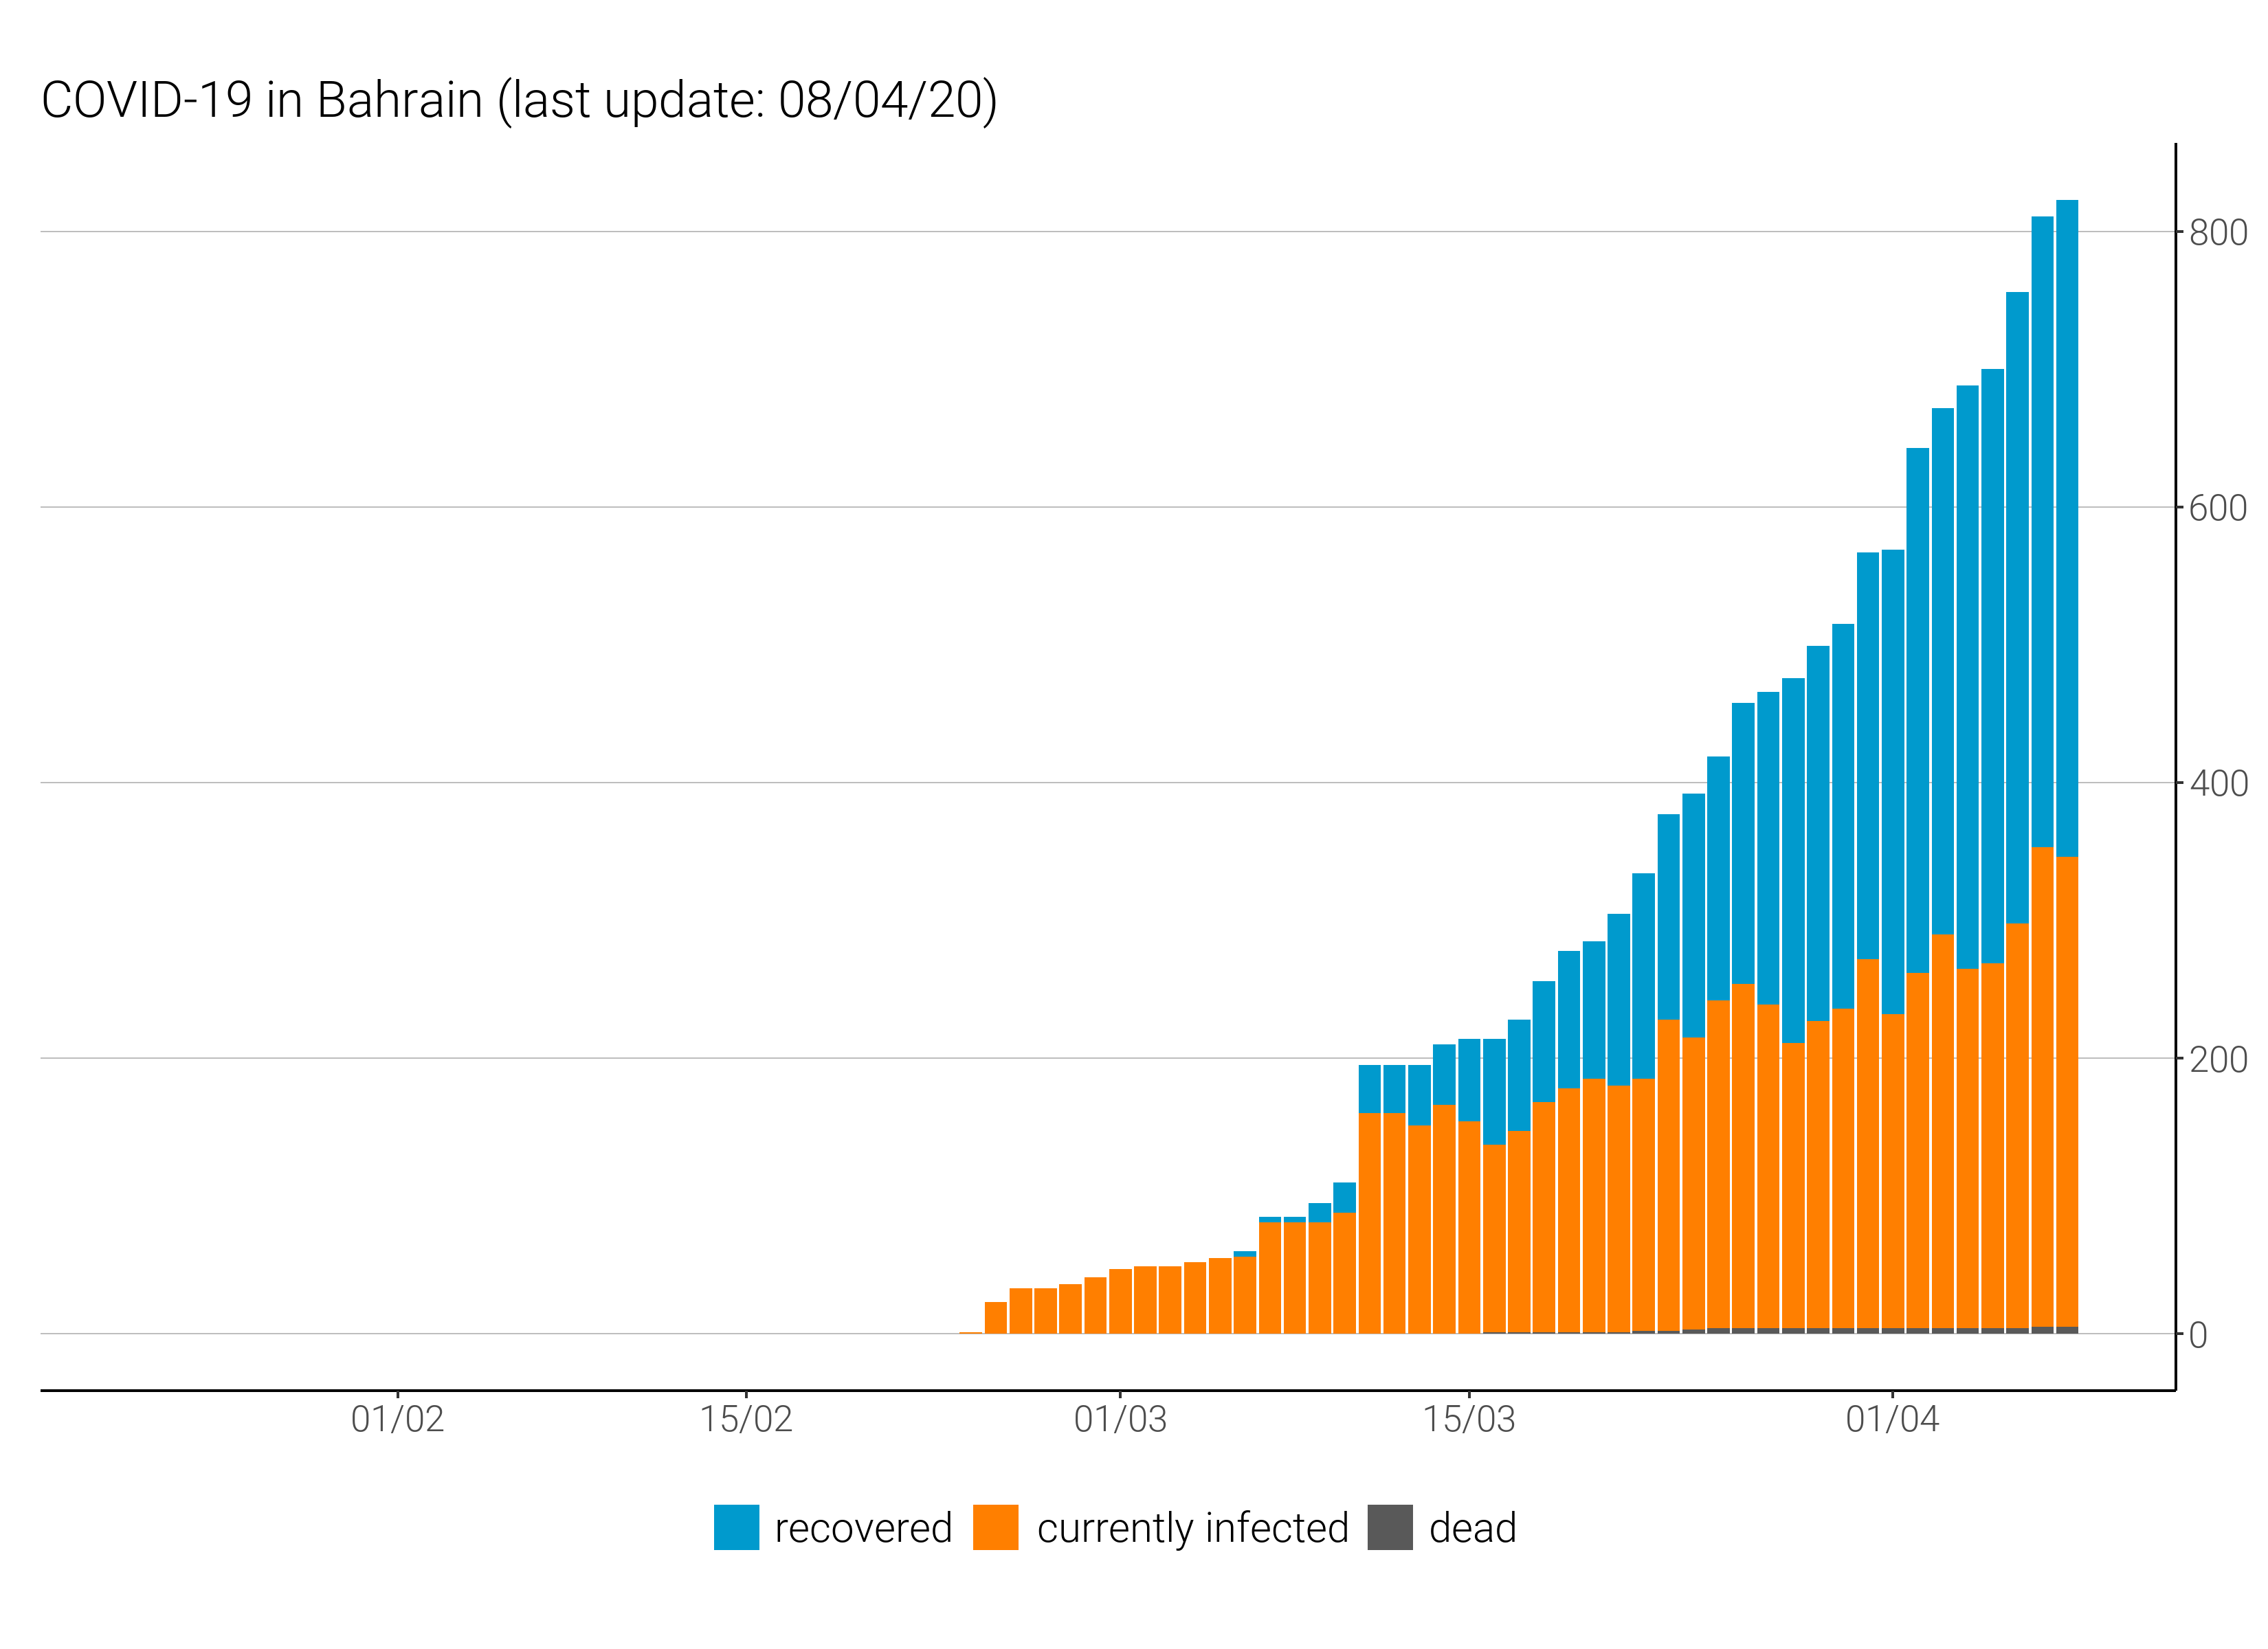 COVID-19 in Bahrain (last update: 08/04/20)
800
600
400
200
0
01/02 15/02 01/03 15/03 01/04
recovered currently infected dead